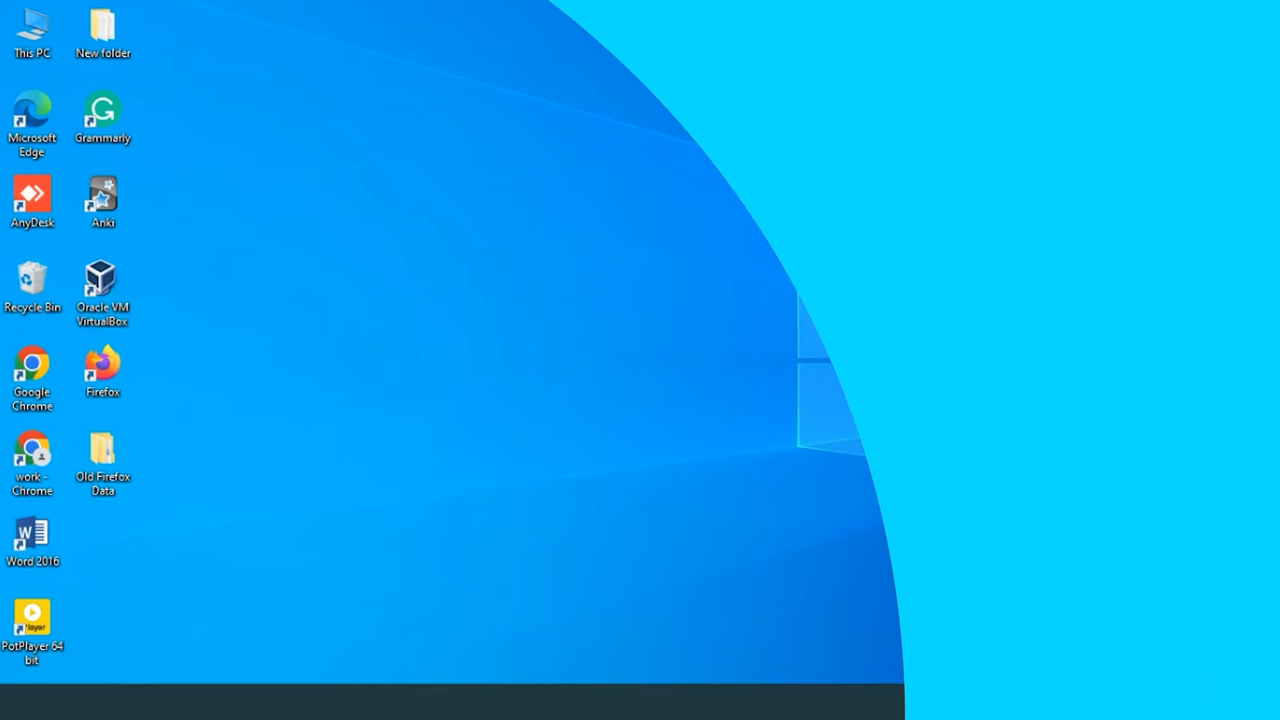 This PC
New folder
Microsoft
Edge
Grammarly
AnyDesk
Anki
Recycle Bin
Oracle VM
VirtualBox
Google
Chrome
Firefox
work -
Chrome
Old Firefox
Data
Word 2016
PotPlayer 64
bit